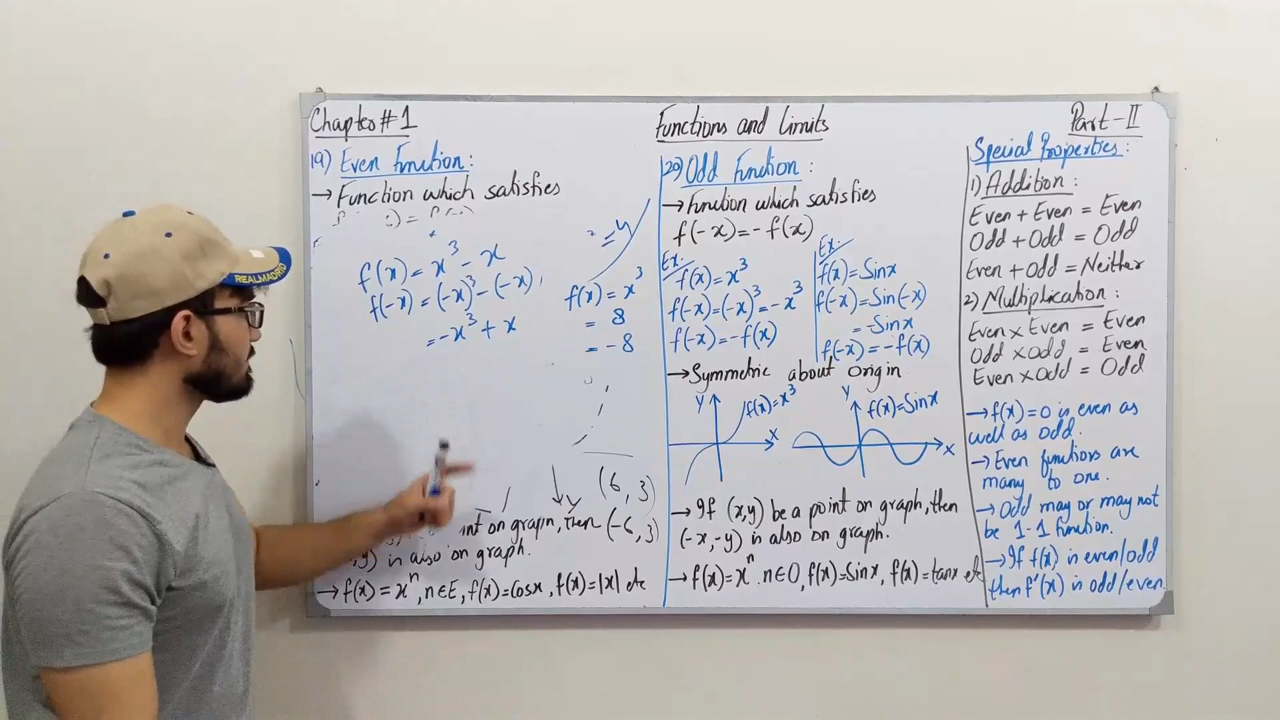 Chapter#1
Functions and Limits
Part-II
19) Even Function:
→ Function which satisfies
f(x) = x³ - x
f(-x) = (-x)³ - (-x)
= -x³ + x
f(x) = x³
= 8
= -8
y
(6, 3)
on graph, then (-6, 3)
y) is also on graph.
→ f(x) = xⁿ, n∈E, f(x)=Cosx, f(x)=|x| etc
20) Odd Function:
→ Function which satisfies
f(-x) = -f(x)
Ex:
f(x) = x³
f(-x) = (-x)³ = -x³
f(-x) = -f(x)
Ex:
f(x) = Sinx
f(-x) = Sin(-x)
= -Sinx
f(-x) = -f(x)
→ Symmetric about Origin
Y
f(x)=x³
X
Y
f(x)=Sinx
X
→ If (x,y) be a point on graph, then
(-x,-y) is also on graph.
→ f(x)=xⁿ. n∈O, f(x)=Sinx, f(x)=tanx etc
Special Properties:
1) Addition:
Even + Even = Even
Odd + Odd = Odd
Even + Odd = Neither
2) Multiplication:
Even x Even = Even
Odd x Odd = Even
Even x Odd = Odd
→ f(x)=0 is even as
well as odd.
→ Even functions are
many to one.
→ Odd may or may not
be 1-1 function.
→ If f(x) is even/odd
then f'(x) is odd/even.
REALMADRID